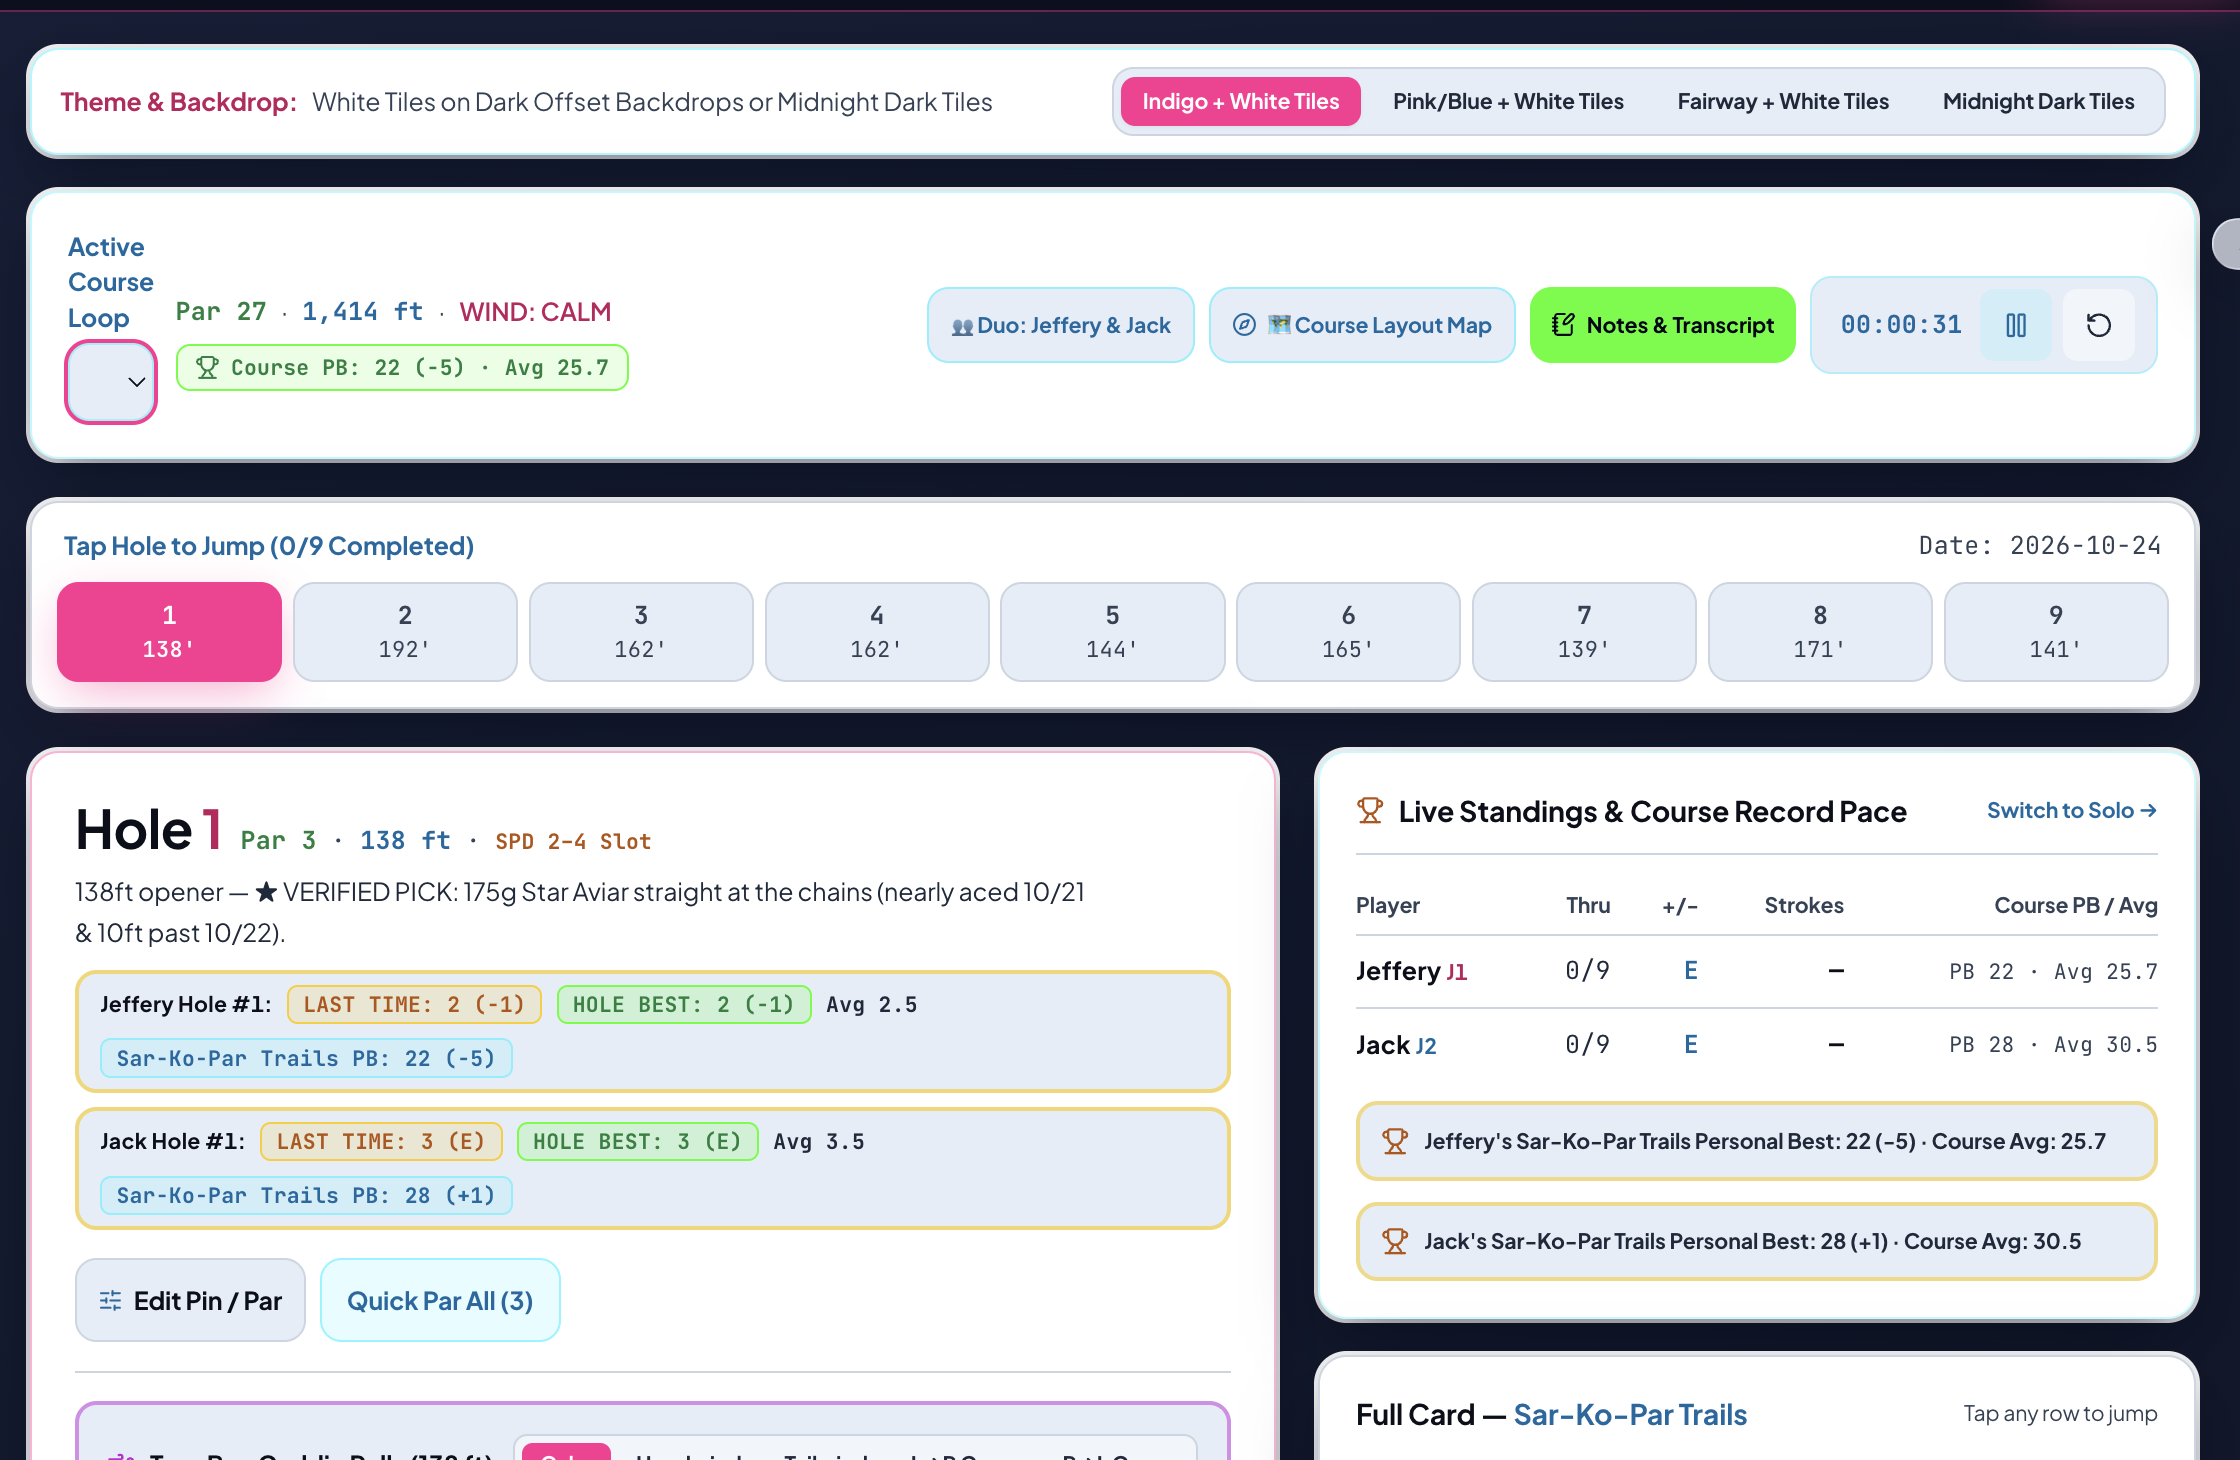 Theme & Backdrop: White Tiles on Dark Offset Backdrops or Midnight Dark Tiles
Indigo + White Tiles
Pink/Blue + White Tiles
Fairway + White Tiles
Midnight Dark Tiles
Active
Course
Loop
Par 27 · 1,414 ft · WIND: CALM
Course PB: 22 (-5) · Avg 25.7
Duo: Jeffery & Jack
Course Layout Map
Notes & Transcript
00:00:31
Tap Hole to Jump (0/9 Completed)
Date: 2026-10-24
1
138'
2
192'
3
162'
4
162'
5
144'
6
165'
7
139'
8
171'
9
141'
Hole 1 Par 3 · 138 ft · SPD 2-4 Slot
138ft opener — ★ VERIFIED PICK: 175g Star Aviar straight at the chains (nearly aced 10/21
& 10ft past 10/22).
Jeffery Hole #1: LAST TIME: 2 (-1) HOLE BEST: 2 (-1) Avg 2.5
Sar-Ko-Par Trails PB: 22 (-5)
Jack Hole #1: LAST TIME: 3 (E) HOLE BEST: 3 (E) Avg 3.5
Sar-Ko-Par Trails PB: 28 (+1)
Edit Pin / Par
Quick Par All (3)
Live Standings & Course Record Pace
Switch to Solo →
Player Thru +/- Strokes Course PB / Avg
Jeffery J1 0/9 E — PB 22 · Avg 25.7
Jack J2 0/9 E — PB 28 · Avg 30.5
Jeffery's Sar-Ko-Par Trails Personal Best: 22 (-5) · Course Avg: 25.7
Jack's Sar-Ko-Par Trails Personal Best: 28 (+1) · Course Avg: 30.5
Full Card — Sar-Ko-Par Trails
Tap any row to jump